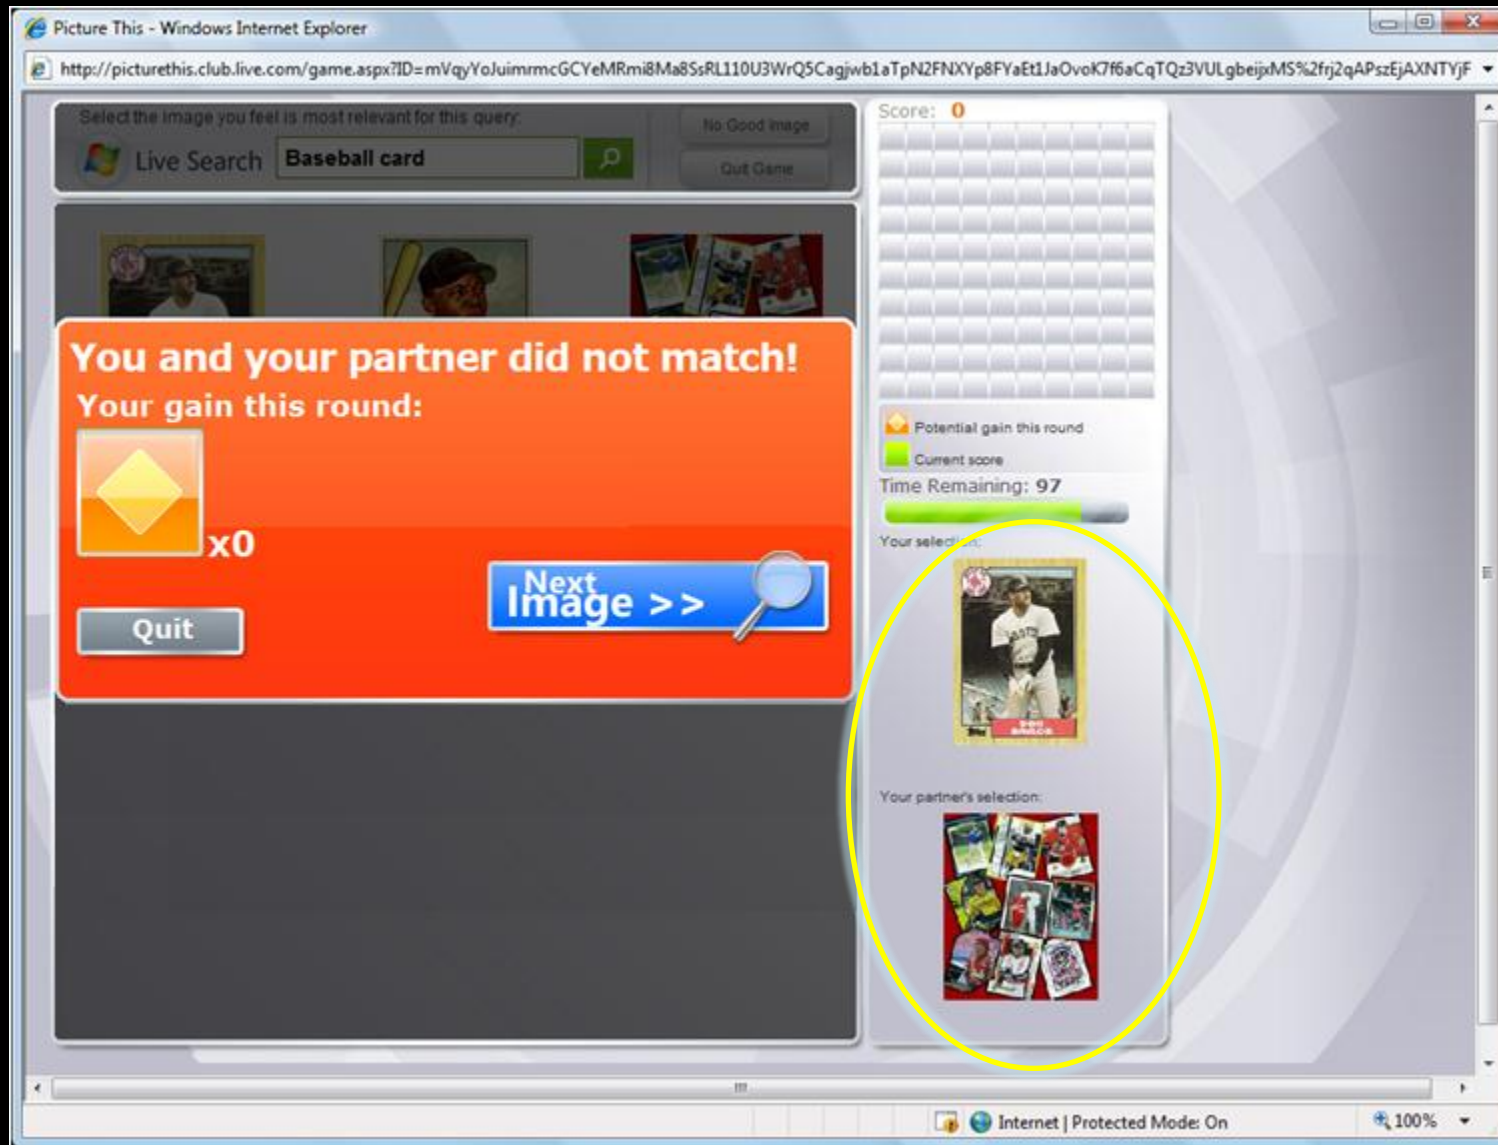 Picture This - Windows Internet Explorer
http://picturethis.club.live.com/game.aspx?ID=mVqyYoJuimrmcGCYeMRmi8Ma8SsRL110U3WrQ5Cagjwb1aTpN2FNXYp8FYaEt1JaOvoK7f6aCqTQz3VULgbeijxMS%2frj2qAPszEjAXNTYjF
Select the image you feel is most relevant for this query:
Live Search
Baseball card
No Good Image
Quit Game
You and your partner did not match!
Your gain this round:
x0
Next
Image >>
Quit
Score: 0
Potential gain this round
Current score
Time Remaining: 97
Your selection:
Your partner's selection:
Internet | Protected Mode: On
100%